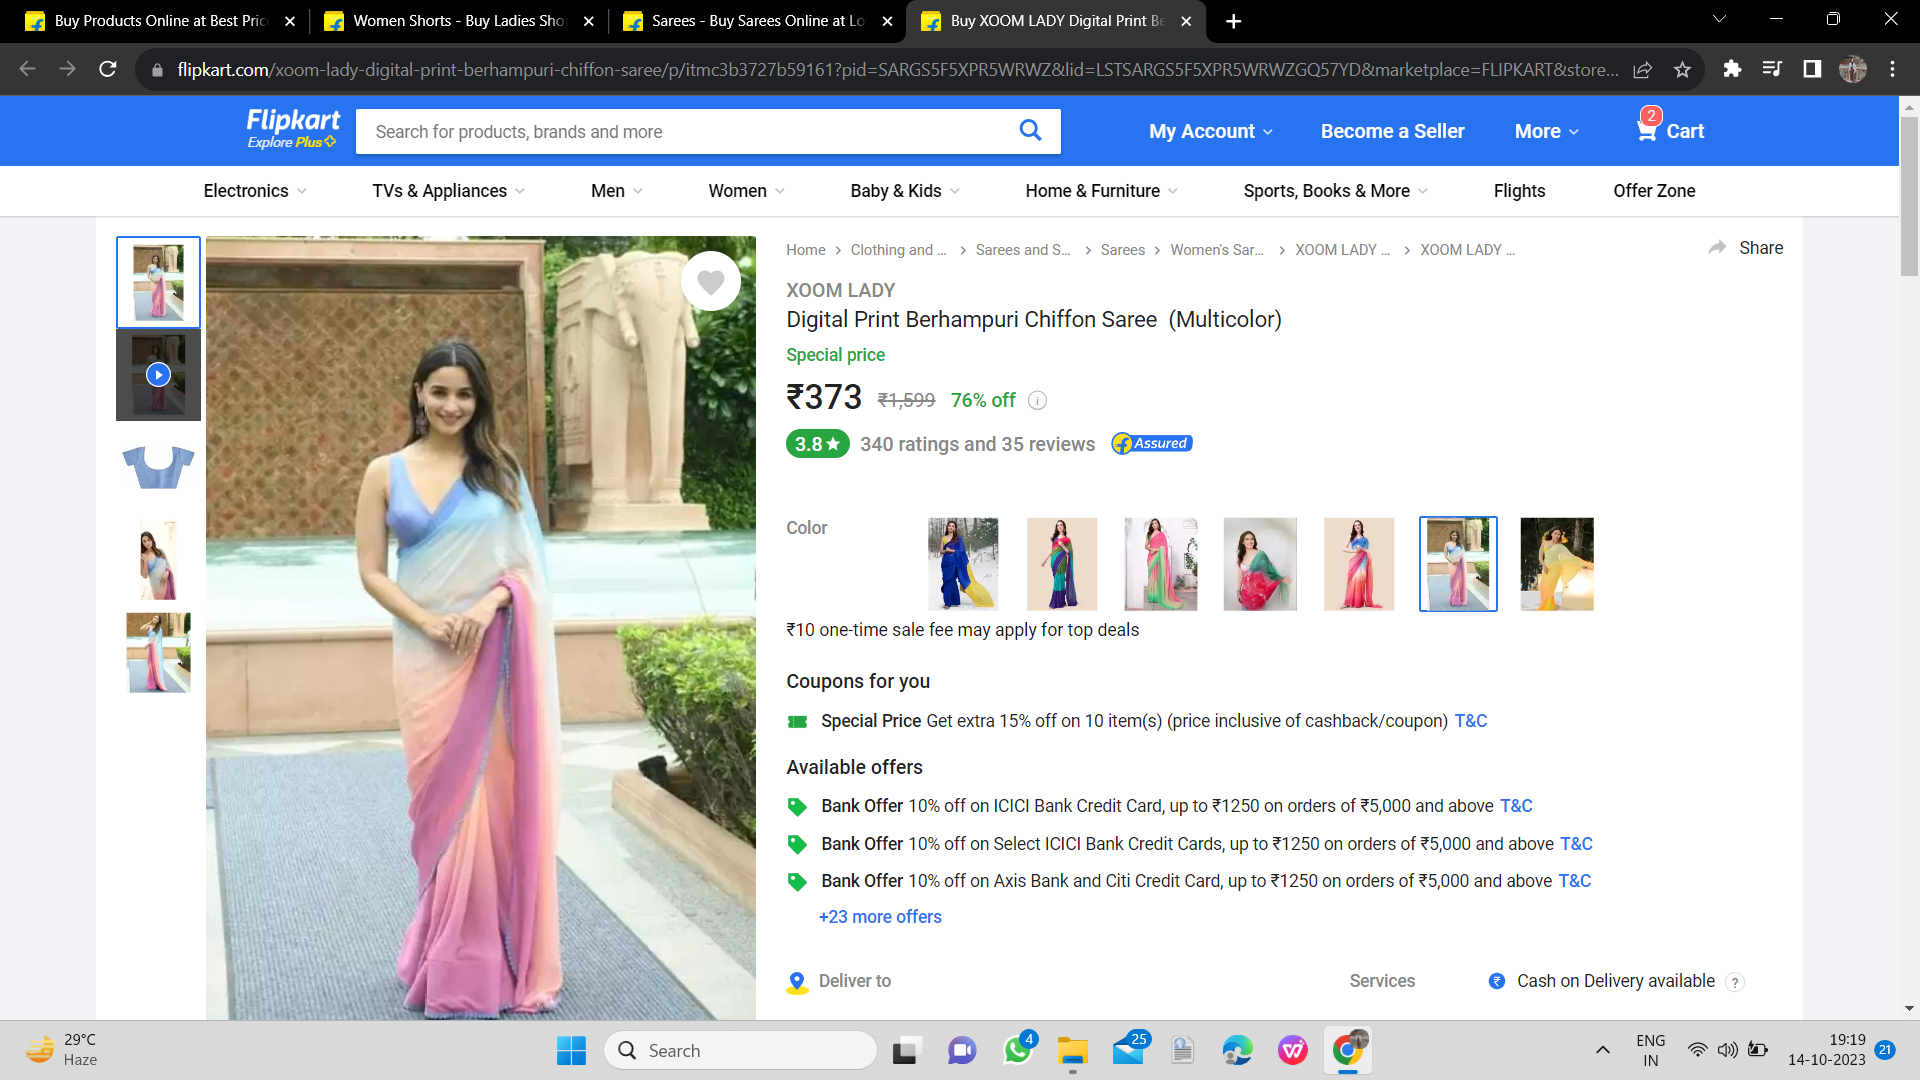 Buy Products Online at Best Pric
Women Shorts - Buy Ladies Sho
Sarees - Buy Sarees Online at Lo
Buy XOOM LADY Digital Print Be
flipkart.com/xoom-lady-digital-print-berhampuri-chiffon-saree/p/itmc3b3727b59161?pid=SARGS5F5XPR5WRWZ&lid=LSTSARGS5F5XPR5WRWZGQ57YD&marketplace=FLIPKART&store...
Flipkart
Explore Plus
Search for products, brands and more
My Account
Become a Seller
More
2
Cart
Electronics
TVs & Appliances
Men
Women
Baby & Kids
Home & Furniture
Sports, Books & More
Flights
Offer Zone
Home > Clothing and ... > Sarees and S... > Sarees > Women's Sar... > XOOM LADY ... > XOOM LADY ...
Share
XOOM LADY
Digital Print Berhampuri Chiffon Saree (Multicolor)
Special price
₹373 ₹1,599 76% off i
3.8★ 340 ratings and 35 reviews Assured
Color
₹10 one-time sale fee may apply for top deals
Coupons for you
Special Price Get extra 15% off on 10 item(s) (price inclusive of cashback/coupon) T&C
Available offers
Bank Offer 10% off on ICICI Bank Credit Card, up to ₹1250 on orders of ₹5,000 and above T&C
Bank Offer 10% off on Select ICICI Bank Credit Cards, up to ₹1250 on orders of ₹5,000 and above T&C
Bank Offer 10% off on Axis Bank and Citi Credit Card, up to ₹1250 on orders of ₹5,000 and above T&C
+23 more offers
Deliver to
Services
₹ Cash on Delivery available ?
29°C
Haze
Search
4
25
ENG
IN
19:19
14-10-2023
21